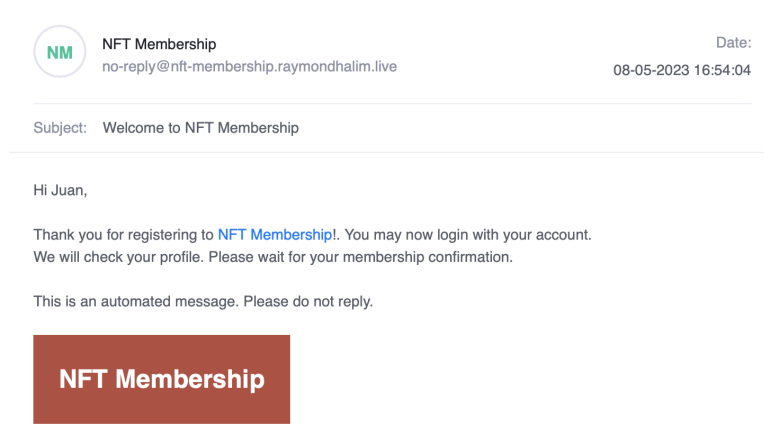 NM
NFT Membership
no-reply@nft-membership.raymondhalim.live
Date:
08-05-2023 16:54:04
Subject: Welcome to NFT Membership
Hi Juan,
Thank you for registering to NFT Membership!. You may now login with your account.
We will check your profile. Please wait for your membership confirmation.
This is an automated message. Please do not reply.
NFT Membership